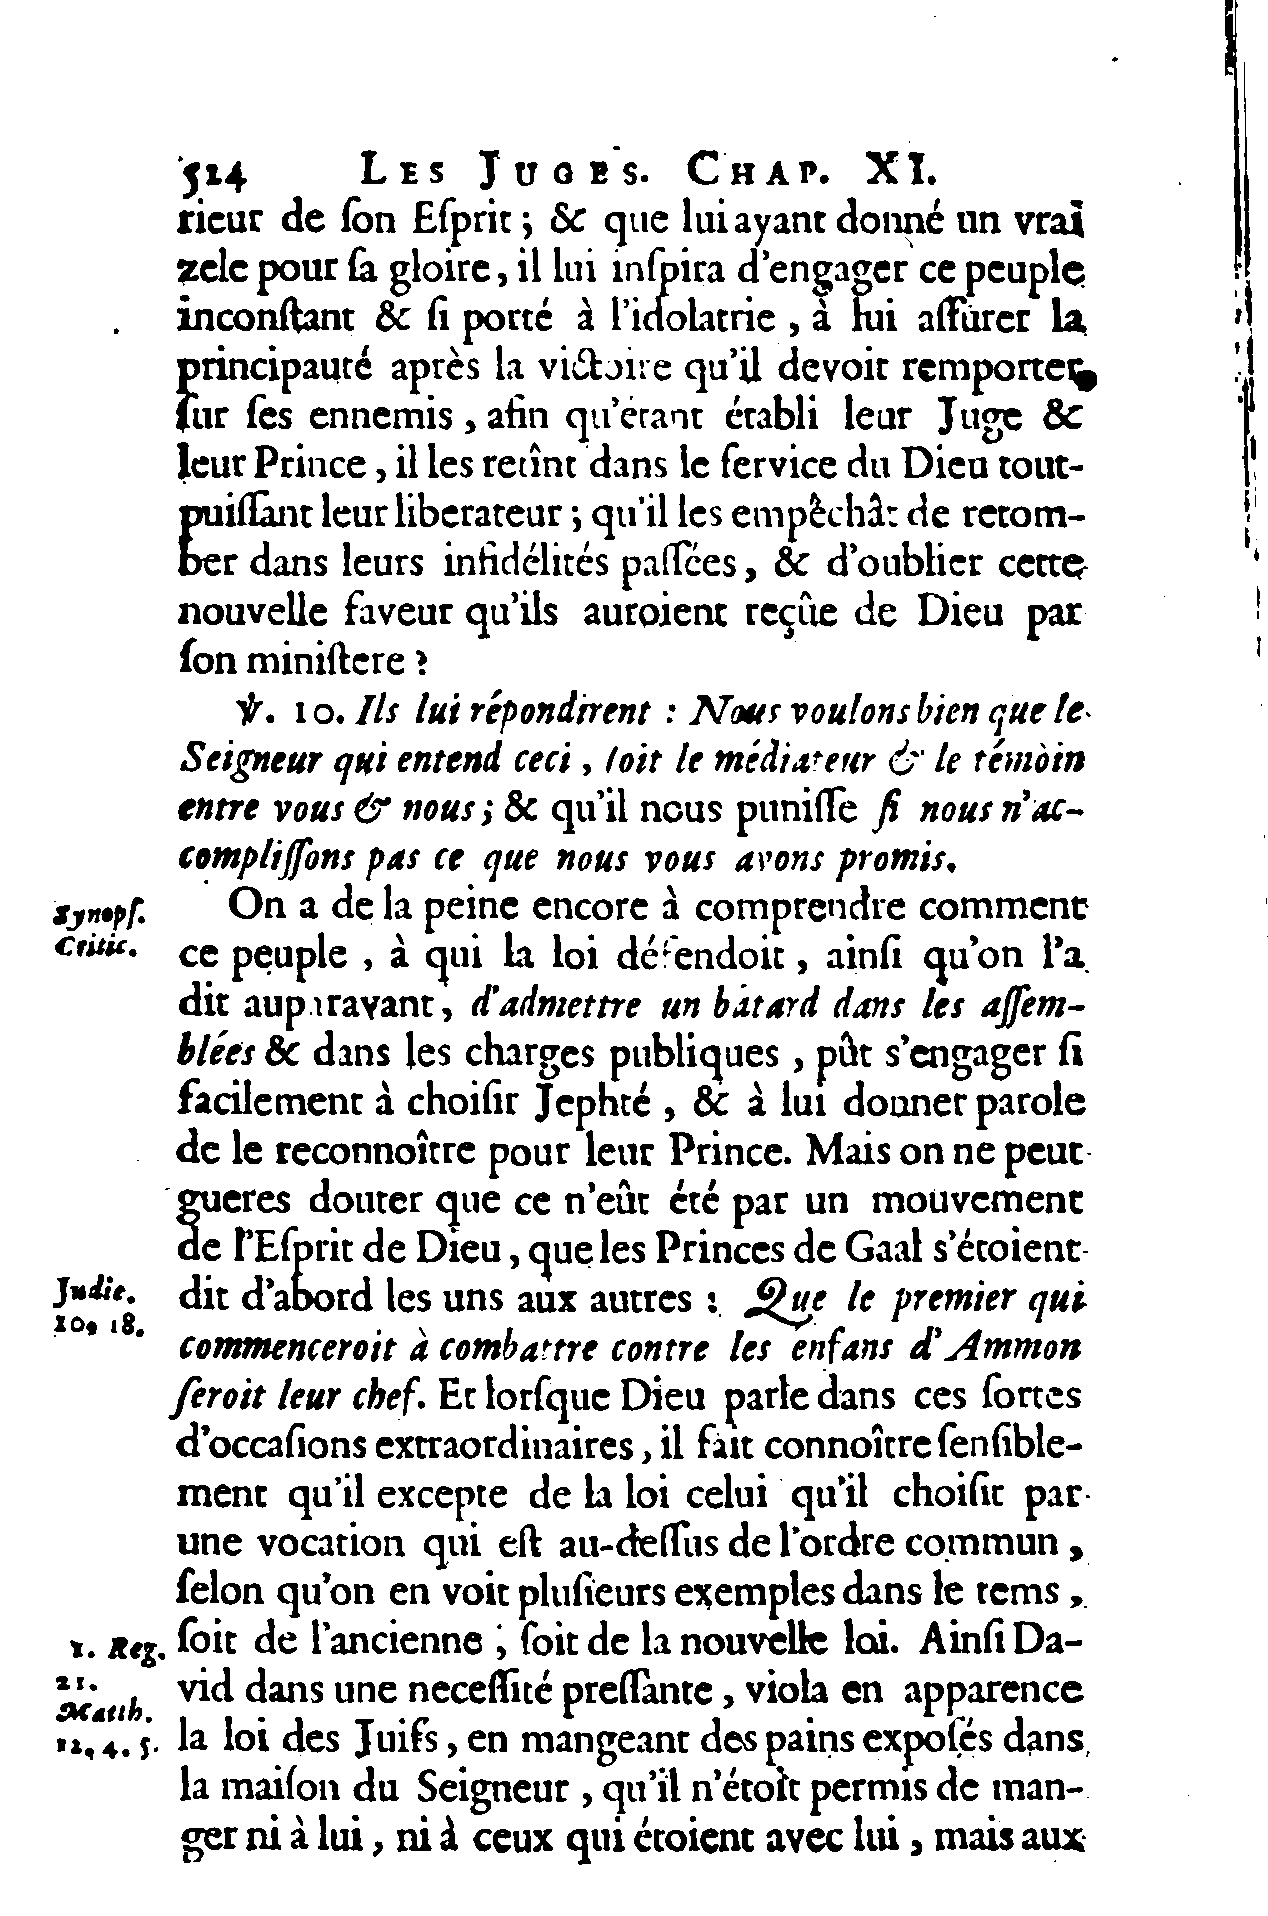 524 LES JUGES. CHAP. XI.
rieur de ſon Eſprit ; & que lui ayant donné un vrai
zele pour ſa gloire, il lui inſpira d'engager ce peuple
inconſtant & ſi porté à l'idolatrie, à lui aſſurer la
principauté après la victoire qu'il devoit remporter
ſur ſes ennemis, afin qu'étant établi leur Juge &
leur Prince, il les retînt dans le ſervice du Dieu tout-
puiſſant leur liberateur ; qu'il les empêchât de retom-
ber dans leurs infidélités paſſées, & d'oublier cette
nouvelle faveur qu'ils auroient reçûe de Dieu par
ſon miniſtere ?
℣. 10. Ils lui répondirent : Nous voulons bien que le
Seigneur qui entend ceci, ſoit le médiateur & le témoin
entre vous & nous ; & qu'il nous puniſſe ſi nous n'ac-
compliſſons pas ce que nous vous avons promis.
Synopſ. On a de la peine encore à comprendre comment
Critic. ce peuple, à qui la loi défendoit, ainſi qu'on l'a
dit auparavant, d'admettre un bâtard dans les aſſem-
blées & dans les charges publiques, pût s'engager ſi
facilement à choiſir Jephté, & à lui donner parole
de le reconnoître pour leur Prince. Mais on ne peut
gueres douter que ce n'eût été par un mouvement
de l'Eſprit de Dieu, que les Princes de Gaal s'étoient
Judic. dit d'abord les uns aux autres : Que le premier qui
10, 18. commenceroit à combattre contre les enfans d'Ammon
ſeroit leur chef. Et lorſque Dieu parle dans ces ſortes
d'occaſions extraordinaires, il fait connoître ſenſible-
ment qu'il excepte de la loi celui qu'il choiſit par
une vocation qui eſt au-deſſus de l'ordre commun,
ſelon qu'on en voit pluſieurs exemples dans le tems,
1. Reg. ſoit de l'ancienne, ſoit de la nouvelle loi. Ainſi Da-
21. vid dans une neceſſité preſſante, viola en apparence
Matth.
12, 4. 5. la loi des Juifs, en mangeant des pains expoſés dans
la maiſon du Seigneur, qu'il n'étoit permis de man-
ger ni à lui, ni à ceux qui étoient avec lui, mais aux